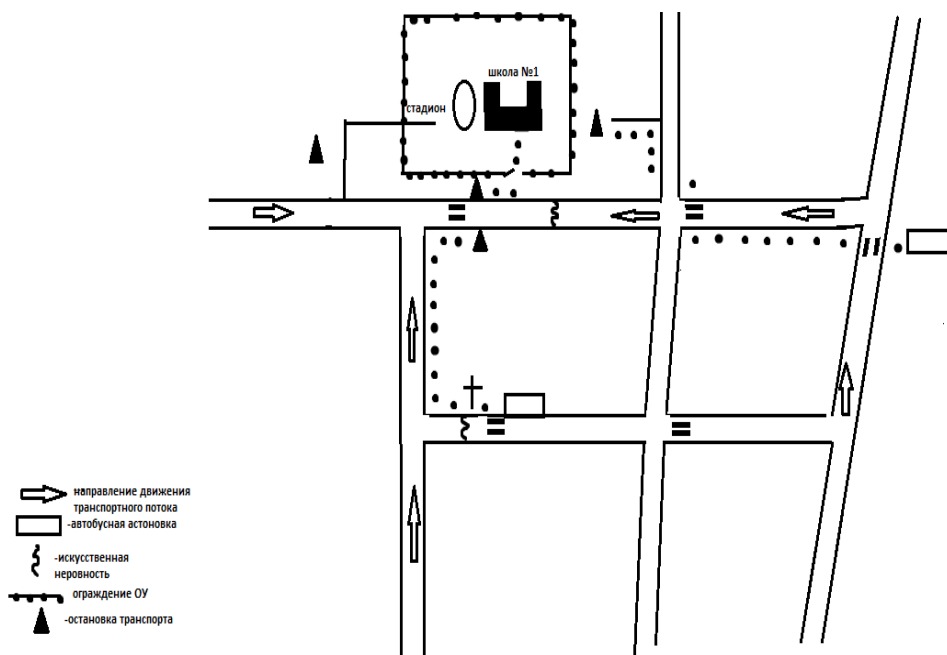 школа №1
стадион
направление движения
транспортного потока
-автобусная астоновка
-искусственная
неровность
ограждение ОУ
-остановка транспорта